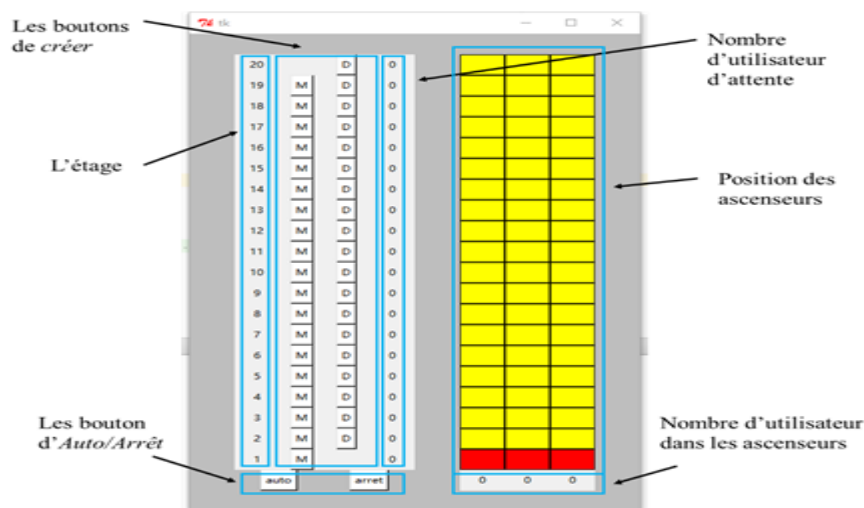 Les boutons
de créer
tk
Nombre
d'utilisateur
d'attente
L'étage
Position des
ascenseurs
20 D 0
19 M D 0
18 M D 0
17 M D 0
16 M D 0
15 M D 0
14 M D 0
13 M D 0
12 M D 0
11 M D 0
10 M D 0
9 M D 0
8 M D 0
7 M D 0
6 M D 0
5 M D 0
4 M D 0
3 M D 0
2 M D 0
1 M 0
Les bouton
d'Auto/Arrêt
auto arret
0 0 0
Nombre d'utilisateur
dans les ascenseurs